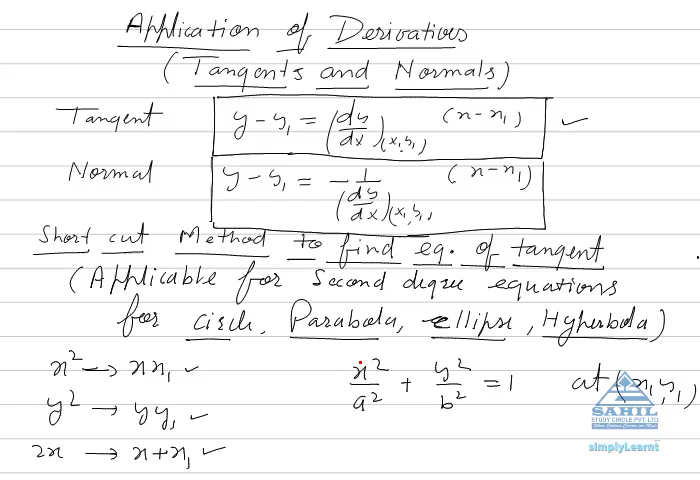 Application of Derivatives
(Tangents and Normals)
Tangent y - y₁ = (dy/dx)(x₁, y₁) (x - x₁) ✓
Normal y - y₁ = - 1/(dy/dx)(x₁, y₁) (x - x₁)
Short cut Method to find eq. of tangent
(Applicable for Second degree equations
for circle, Parabola, ellipse, Hyperbola)
x² → xx₁ ✓ x²/a² + y²/b² = 1 at (x₁, y₁)
y² → yy₁ ✓
2x → x + x₁ ✓
SAHIL
STUDY CIRCLE PVT. LTD.
simplyLearnt